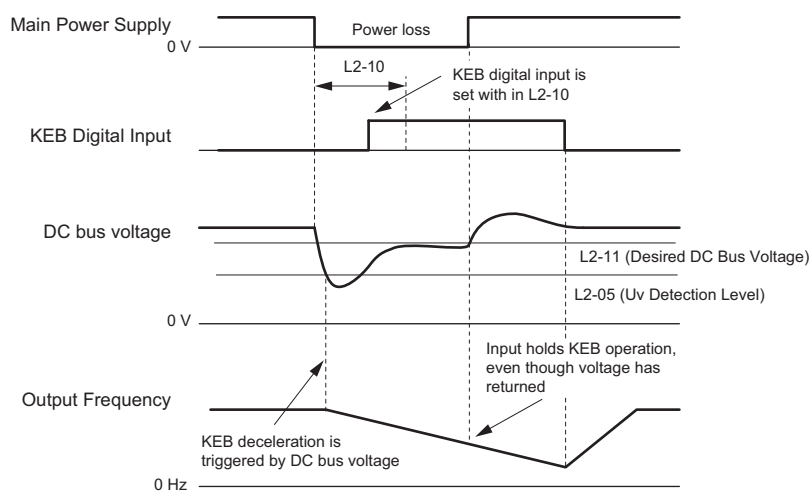 Main Power Supply
Power loss
0 V
L2-10
KEB digital input is
set with in L2-10
KEB Digital Input
DC bus voltage
L2-11 (Desired DC Bus Voltage)
L2-05 (Uv Detection Level)
0 V
Input holds KEB operation,
even though voltage has
returned
Output Frequency
KEB deceleration is
triggered by DC bus voltage
0 Hz